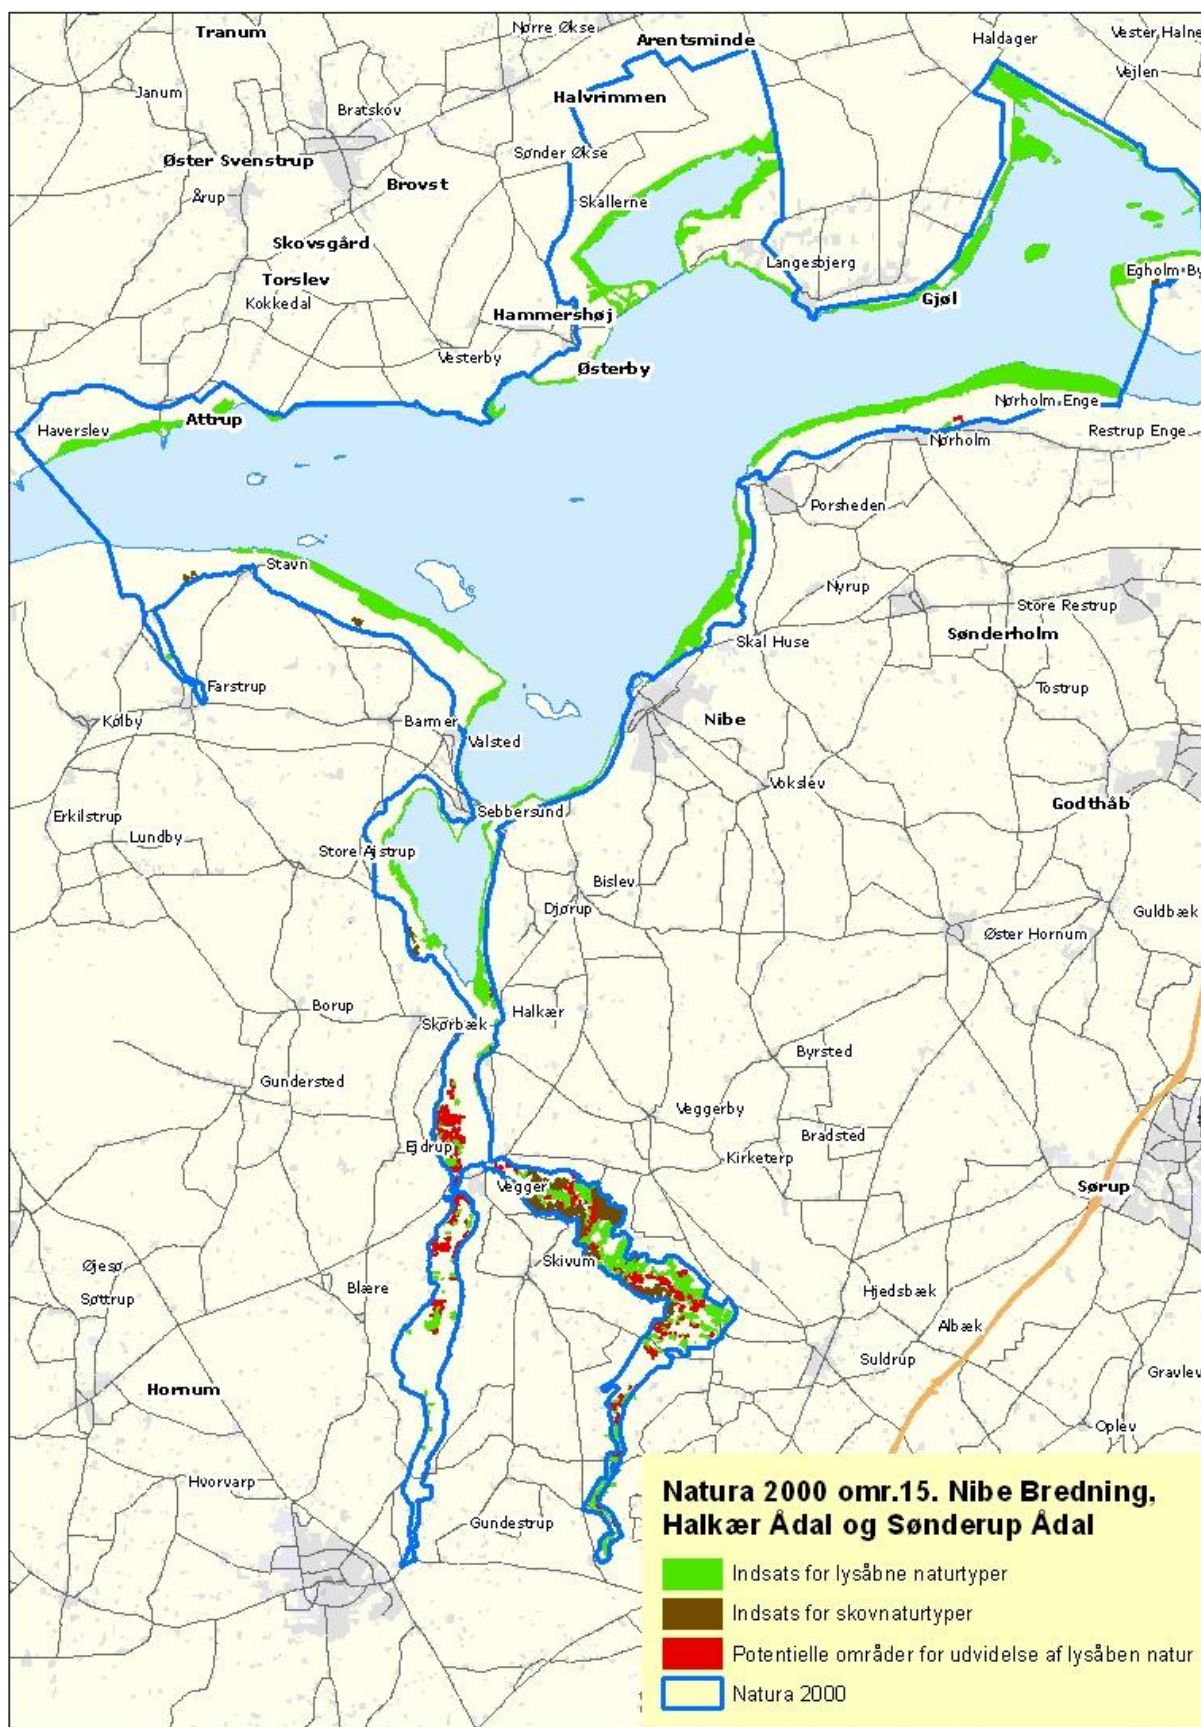 Tranum
Nørre Økse
Arentsminde
Haldager
Vester Halne
Vejlen
Janum
Bratskov
Halvrimmen
Øster Svenstrup
Sønder Økse
Brovst
Årup
Skallerne
Skovsgård
Langesbjerg
Egholm By
Torslev
Kokkedal
Gjøl
Hammershøj
Vesterby
Østerby
Nørholm Enge
Attrup
Haverslev
Nørholm
Restrup Enge
Porsheden
Stavn
Nyrup
Store Restrup
Skal Huse
Sønderholm
Farstrup
Tostrup
Kølby
Barmer
Nibe
Valsted
Vokslev
Godthåb
Sebbersund
Erkilstrup
Lundby
Store Ajstrup
Bislev
Djørup
Guldbæk
Øster Hornum
Borup
Halkær
Skørbæk
Byrsted
Gundersted
Veggerby
Bradsted
Ejdrup
Kirketerp
Vegger
Sørup
Skivum
Øjesø
Blære
Hjedsbæk
Søttrup
Albæk
Suldrup
Gravlev
Hornum
Oplev
Hvorvarp
Gundestrup
Natura 2000 omr.15. Nibe Bredning,
Halkær Ådal og Sønderup Ådal
Indsats for lysåbne naturtyper
Indsats for skovnaturtyper
Potentielle områder for udvidelse af lysåben natur
Natura 2000